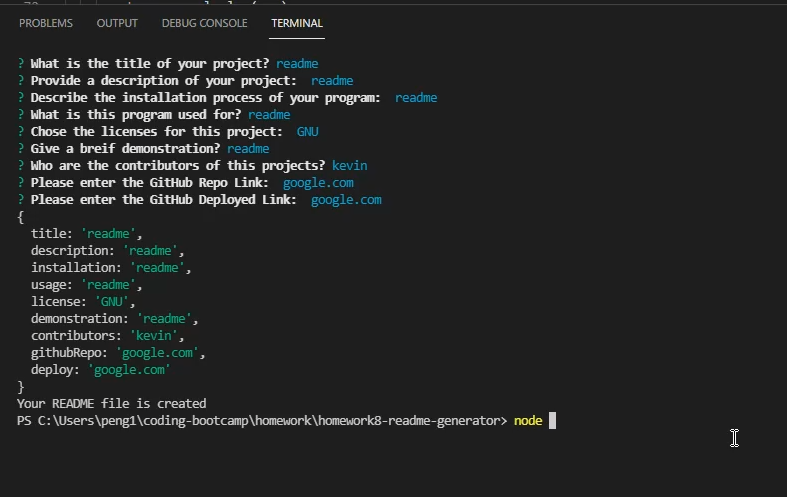 PROBLEMS OUTPUT DEBUG CONSOLE TERMINAL
? What is the title of your project? readme
? Provide a description of your project: readme
? Describe the installation process of your program: readme
? What is this program used for? readme
? Chose the licenses for this project: GNU
? Give a breif demonstration? readme
? Who are the contributors of this projects? kevin
? Please enter the GitHub Repo Link: google.com
? Please enter the GitHub Deployed Link: google.com
{
title: 'readme',
description: 'readme',
installation: 'readme',
usage: 'readme',
license: 'GNU',
demonstration: 'readme',
contributors: 'kevin',
githubRepo: 'google.com',
deploy: 'google.com'
}
Your README file is created
PS C:\Users\peng1\coding-bootcamp\homework\homework8-readme-generator> node